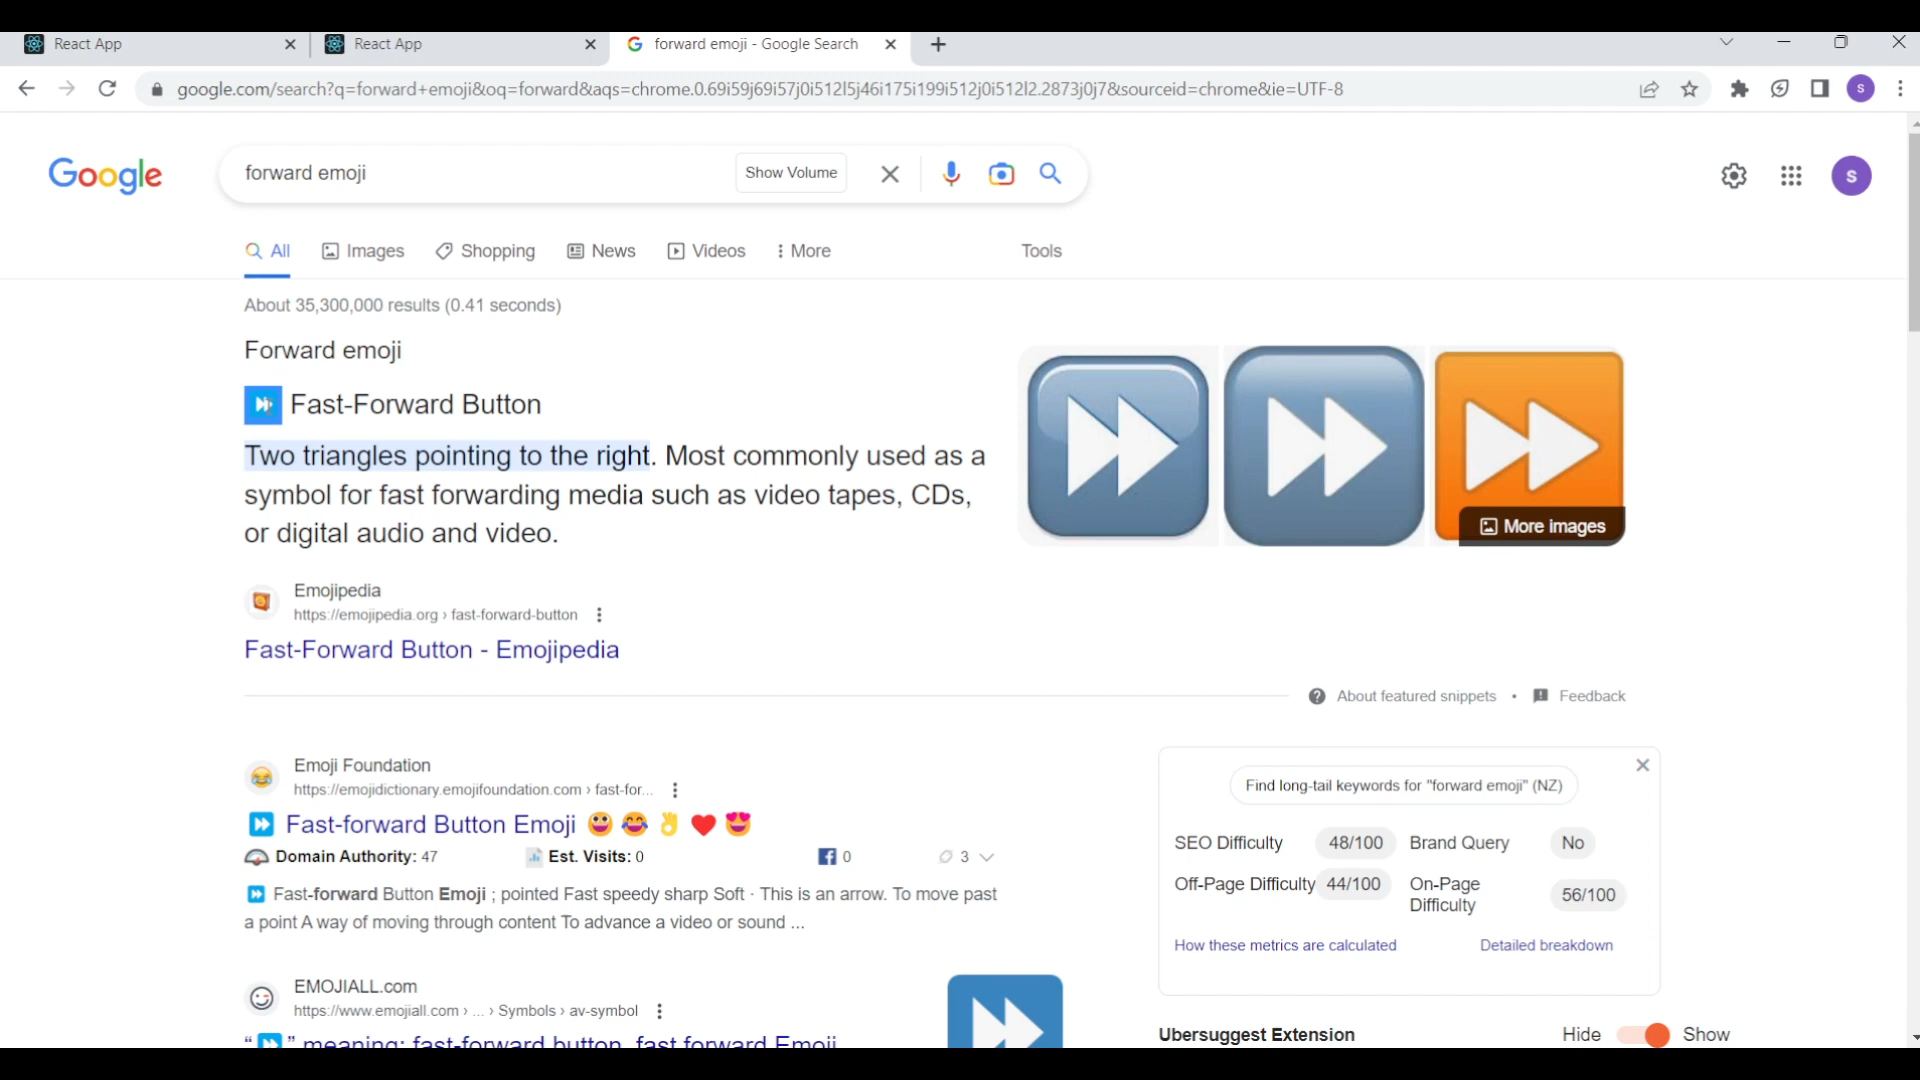 React App
React App
forward emoji - Google Search
google.com/search?q=forward+emoji&oq=forward&aqs=chrome.0.69i59j69i57j0i512l5j46i175i199i512j0i512l2.2873j0j7&sourceid=chrome&ie=UTF-8
S
Google
forward emoji
Show Volume
S
All
Images
Shopping
News
Videos
More
Tools
About 35,300,000 results (0.41 seconds)
Forward emoji
Fast-Forward Button
Two triangles pointing to the right. Most commonly used as a
symbol for fast forwarding media such as video tapes, CDs,
or digital audio and video.
More images
Emojipedia
https://emojipedia.org › fast-forward-button
Fast-Forward Button - Emojipedia
About featured snippets • Feedback
Emoji Foundation
https://emojidictionary.emojifoundation.com › fast-for...
⏩ Fast-forward Button Emoji 😀 😂 👌 ❤️ 😍
Domain Authority: 47
Est. Visits: 0
0
3
⏩ Fast-forward Button Emoji ; pointed Fast speedy sharp Soft · This is an arrow. To move past
a point A way of moving through content To advance a video or sound ...
EMOJIALL.com
https://www.emojiall.com › ... › Symbols › av-symbol
“⏩” meaning: fast-forward button, fast forward Emoji
Find long-tail keywords for "forward emoji" (NZ)
SEO Difficulty 48/100 Brand Query No
Off-Page Difficulty 44/100 On-Page
Difficulty 56/100
How these metrics are calculated
Detailed breakdown
Ubersuggest Extension
Hide
Show